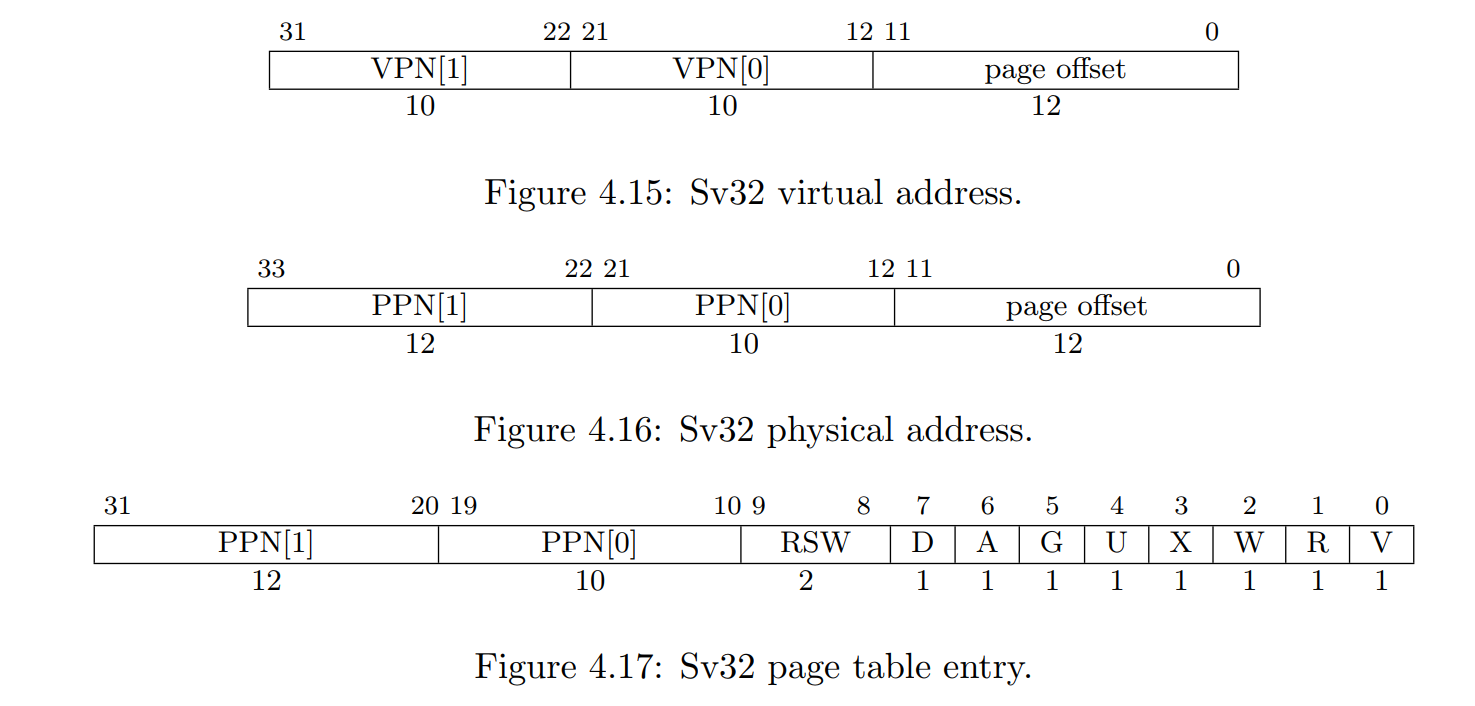 31 22 21 12 11 0
VPN[1] VPN[0] page offset
10 10 12
Figure 4.15: Sv32 virtual address.
33 22 21 12 11 0
PPN[1] PPN[0] page offset
12 10 12
Figure 4.16: Sv32 physical address.
31 20 19 10 9 8 7 6 5 4 3 2 1 0
PPN[1] PPN[0] RSW D A G U X W R V
12 10 2 1 1 1 1 1 1 1 1
Figure 4.17: Sv32 page table entry.